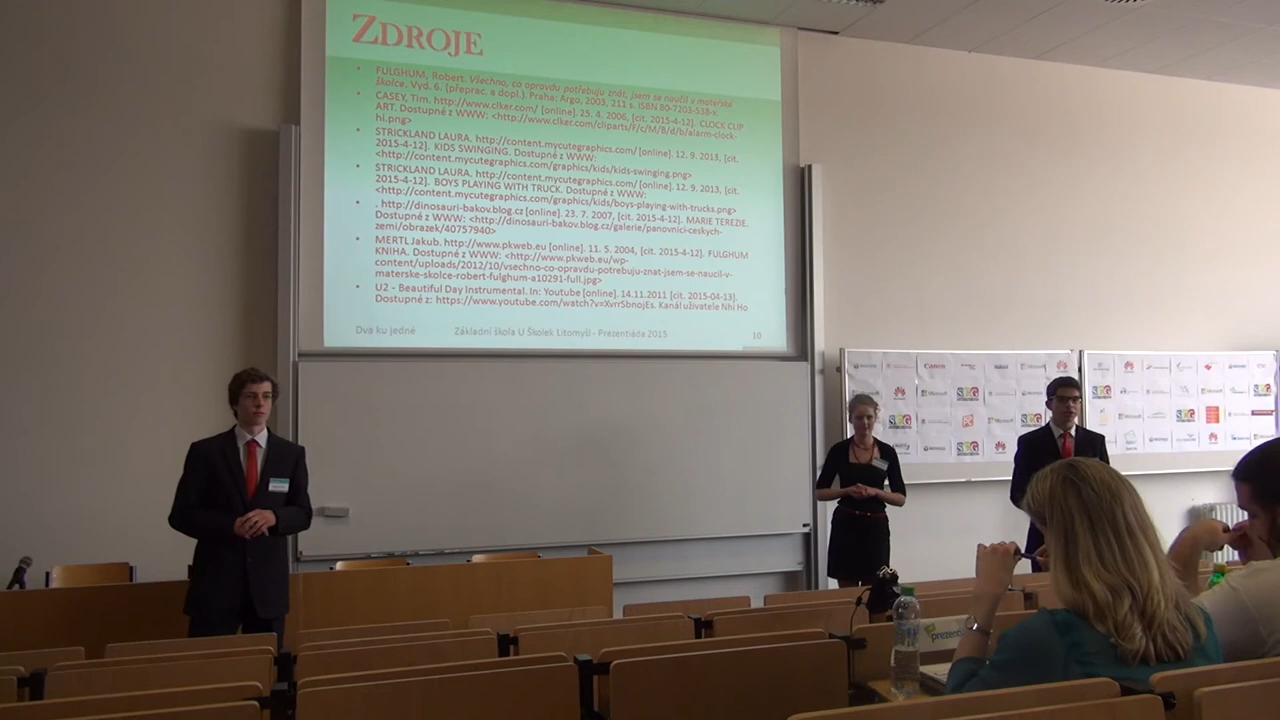 ZDROJE
• FULGHUM, Robert. Všechno, co opravdu potřebuju znát, jsem se naučil v mateřské
školce. Vyd. 6. (přeprac. a dopl.). Praha: Argo, 2003, 211 s. ISBN 80-7203-538-x.
• CASEY, Tim. http://www.clker.com/ [online]. 25. 4. 2006, [cit. 2015-4-12]. CLOCK CLIP
ART. Dostupné z WWW: <http://www.clker.com/cliparts/F/c/M/B/d/b/alarm-clock-
hi.png>
• STRICKLAND LAURA. http://content.mycutegraphics.com/ [online]. 12. 9. 2013, [cit.
2015-4-12]. KIDS SWINGING. Dostupné z WWW:
<http://content.mycutegraphics.com/graphics/kids/kids-swinging.png>
• STRICKLAND LAURA. http://content.mycutegraphics.com/ [online]. 12. 9. 2013, [cit.
2015-4-12]. BOYS PLAYING WITH TRUCK. Dostupné z WWW:
<http://content.mycutegraphics.com/graphics/kids/boys-playing-with-trucks.png>
• . http://dinosauri-bakov.blog.cz [online]. 23. 7. 2007, [cit. 2015-4-12]. MARIE TEREZIE.
Dostupné z WWW: <http://dinosauri-bakov.blog.cz/galerie/panovnici-ceskych-
zemi/obrazek/40757940>
• MERTL Jakub. http://www.pkweb.eu [online]. 11. 5. 2004, [cit. 2015-4-12]. FULGHUM
KNIHA. Dostupné z WWW: <http://www.pkweb.eu/wp-
content/uploads/2012/10/vsechno-co-opravdu-potrebuju-znat-jsem-se-naucil-v-
materske-skolce-robert-fulghum-a10291-full.jpg>
• U2 - Beautiful Day Instrumental. In: Youtube [online]. 14.11.2011 [cit. 2015-04-13].
Dostupné z: https://www.youtube.com/watch?v=XvrrSbnojEs. Kanál uživatele Nhi Ho
Dva ku jedné Základní škola U Školek Litomyšl - Prezentiáda 2015 10
Canon
Microsoft
SCG
SCG
SCG
SCG
SCG
prezenti